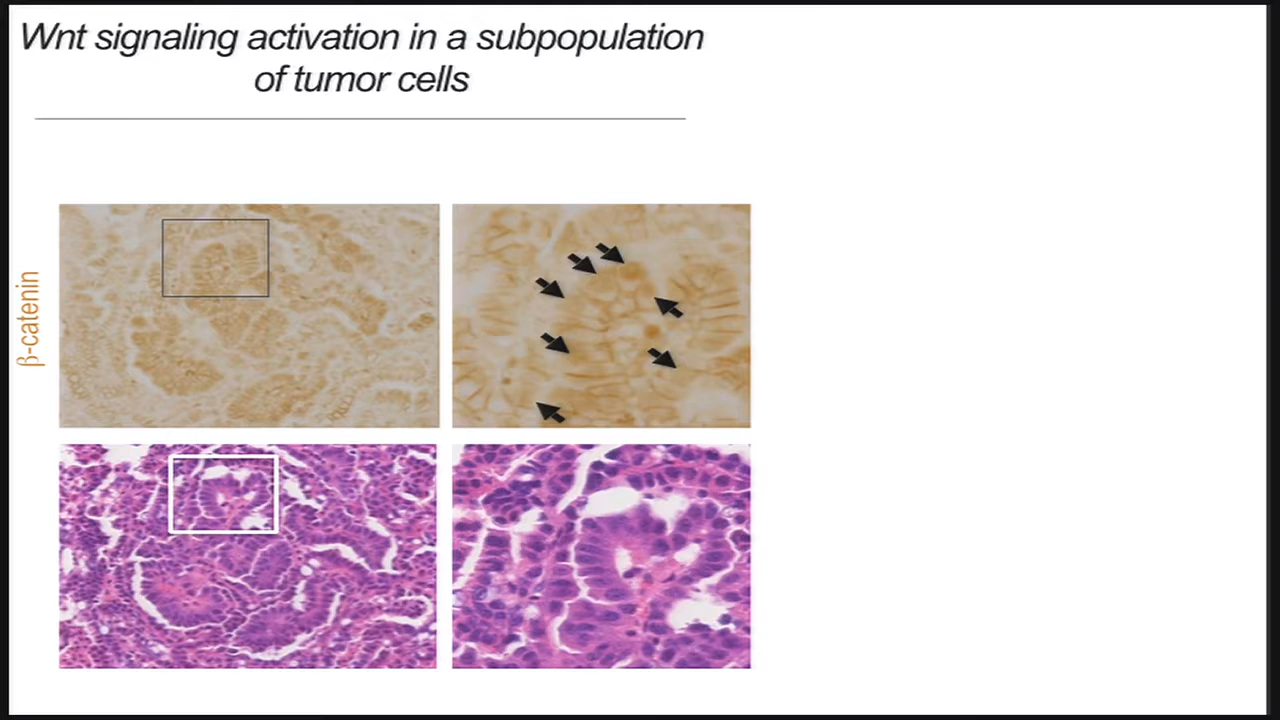 Wnt signaling activation in a subpopulation
of tumor cells
β-catenin